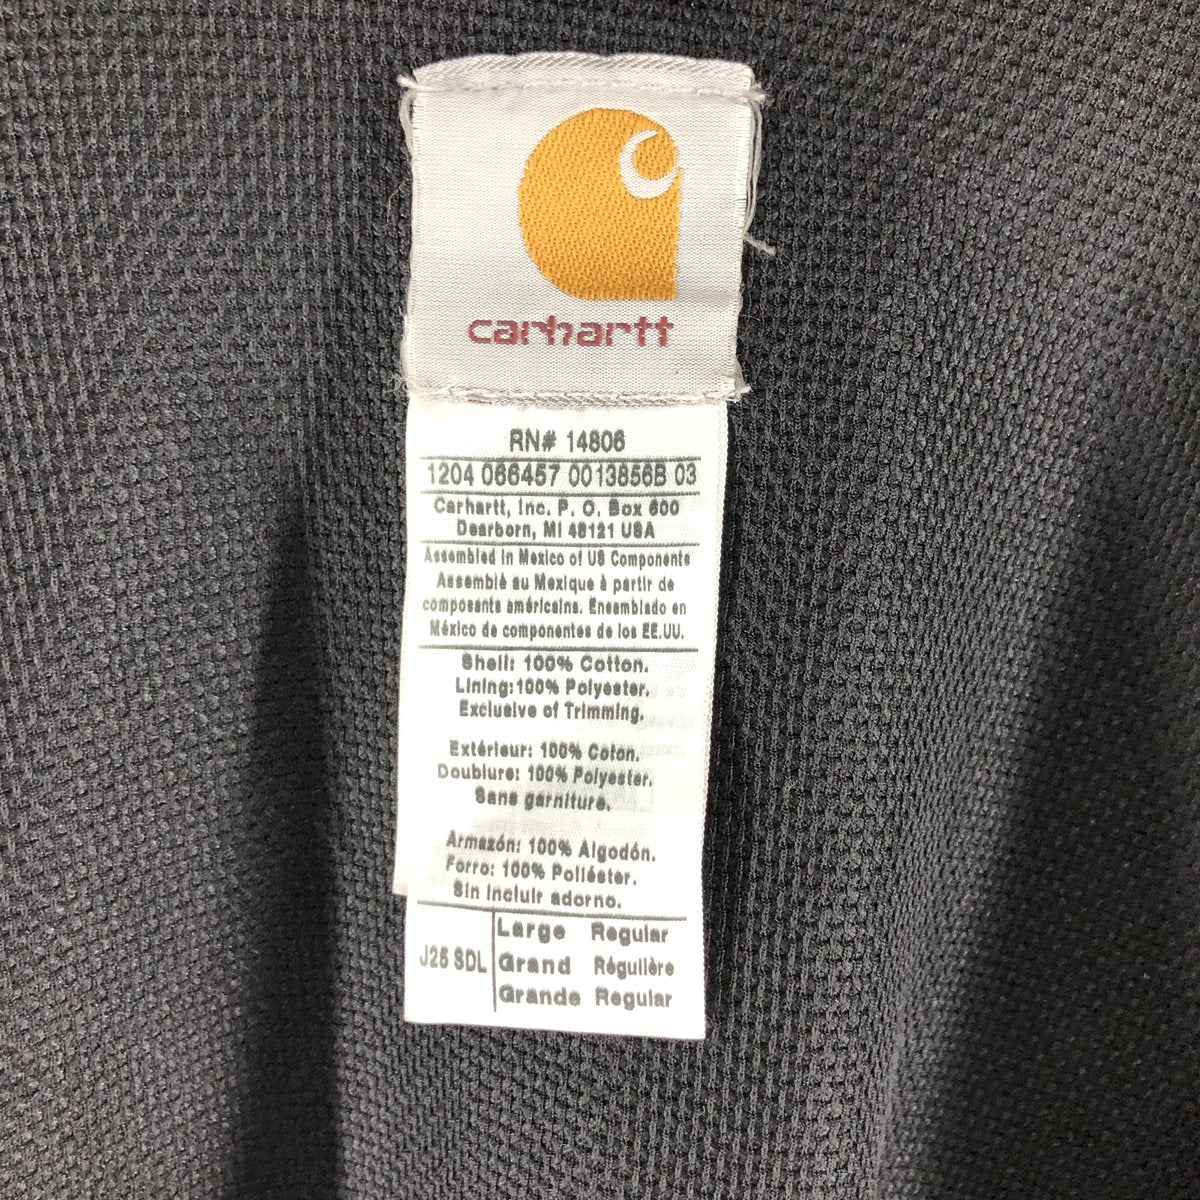 carhartt
RN# 14806
1204 066457 0013856B 03
Carhartt, Inc. P. O. Box 600
Dearborn, MI 48121 USA
Assembled in Mexico of US Components
Assemblé au Mexique à partir de
composants américains. Ensamblado en
México de componentes de los EE.UU.
Shell: 100% Cotton.
Lining:100% Polyester.
Exclusive of Trimming.
Extérieur: 100% Coton.
Doublure: 100% Polyester.
Sans garniture.
Armazón: 100% Algodón.
Forro: 100% Poliéster.
Sin incluir adorno.
J25 SDL
Large Regular
Grand Régulière
Grande Regular